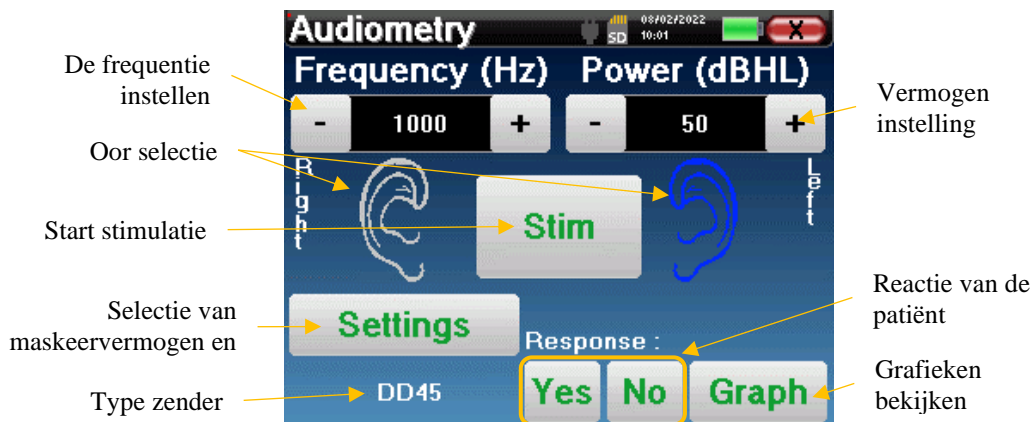 Audiometry
SD
08/02/2022
10:01
X
Frequency (Hz)
Power (dBHL)
- 1000 +
- 50 +
Right
Left
Stim
Settings
Response :
DD45
Yes
No
Graph
De frequentie
instellen
Oor selectie
Start stimulatie
Selectie van
maskeervermogen en
Type zender
Vermogen
instelling
Reactie van de
patiënt
Grafieken
bekijken